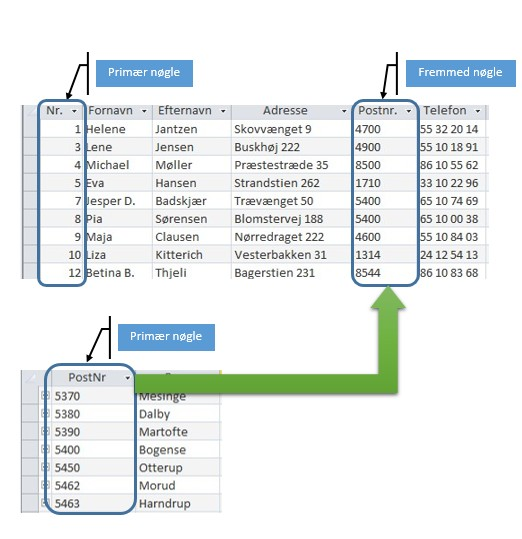 Primær nøgle Fremmed nøgle
Nr. Fornavn Efternavn Adresse Postnr. Telefon
1 Helene Jantzen Skovvænget 9 4700 55 32 20 14
3 Lene Jensen Buskhøj 222 4900 55 10 18 91
4 Michael Møller Præstestræde 35 8500 86 10 55 62
5 Eva Hansen Strandstien 262 1710 33 10 22 96
7 Jesper D. Badskjær Trævænget 50 5400 65 10 74 69
8 Pia Sørensen Blomstervej 188 5400 65 10 00 38
9 Maja Clausen Nørredraget 222 4600 55 10 84 03
10 Liza Kitterich Vesterbakken 31 1314 24 12 54 13
12 Betina B. Thjeli Bagerstien 231 8544 86 10 83 68
Primær nøgle
PostNr
5370 Mesinge
5380 Dalby
5390 Martofte
5400 Bogense
5450 Otterup
5462 Morud
5463 Harndrup